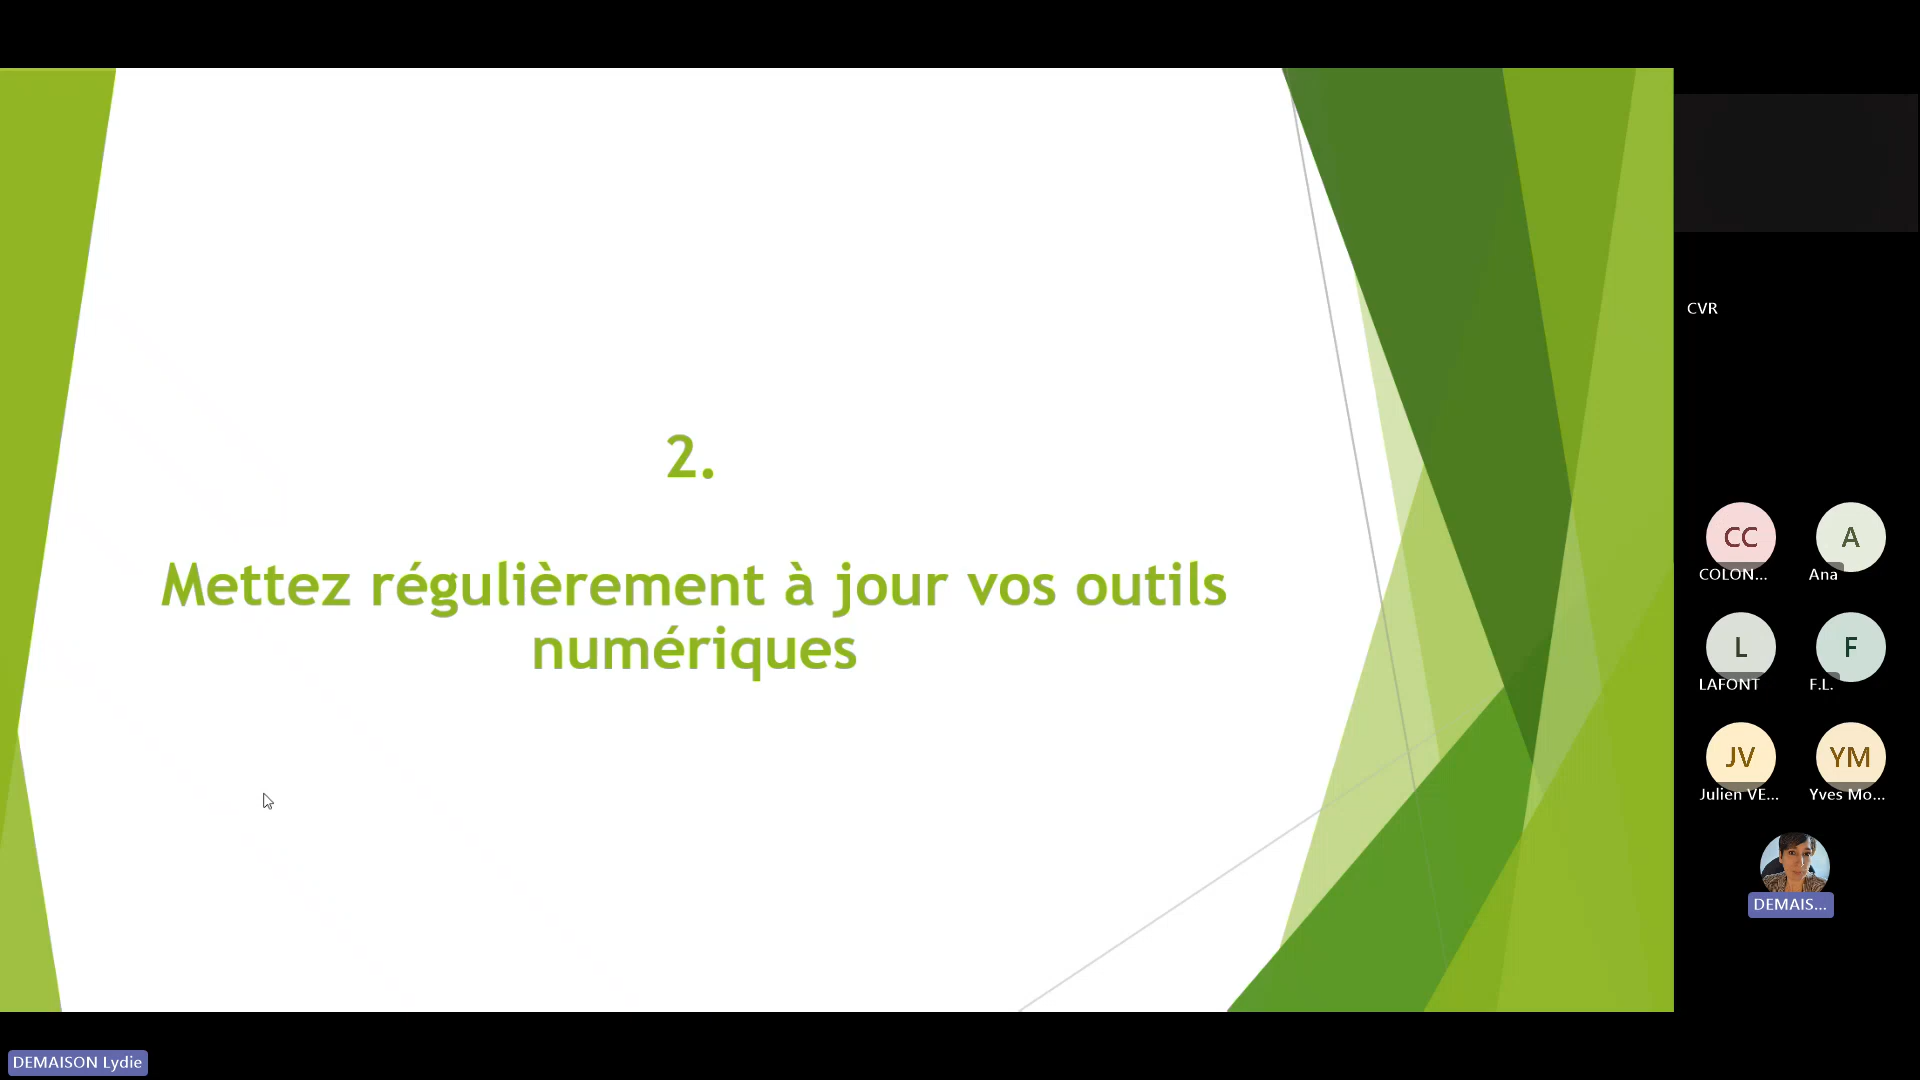 2.
Mettez régulièrement à jour vos outils
numériques
CVR
CC
A
COLON...
Ana
L
F
LAFONT
F.L.
JV
YM
Julien VE...
Yves Mo...
DEMAIS...
DEMAISON Lydie